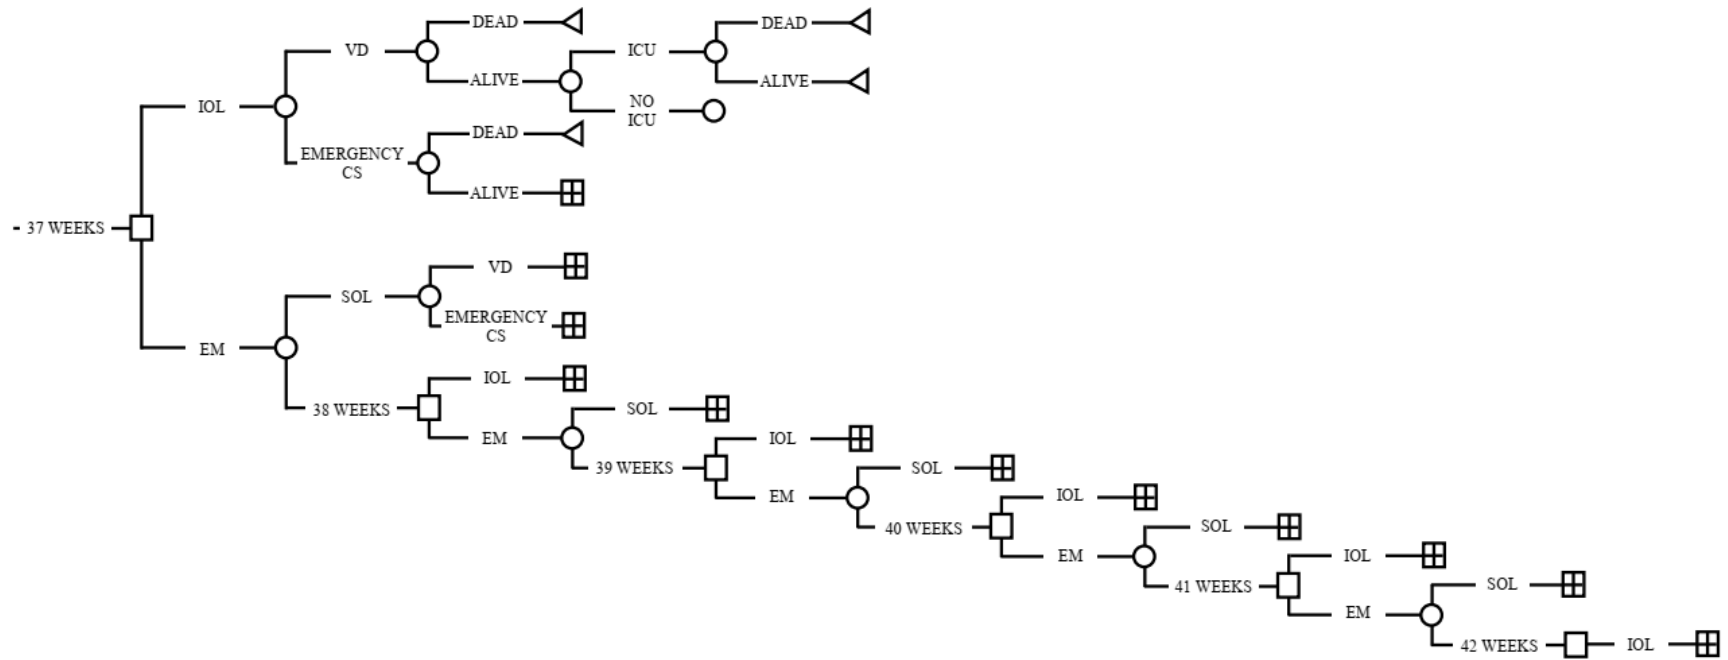 DEAD
DEAD
VD
ICU
ALIVE
ALIVE
NO
ICU
IOL
DEAD
EMERGENCY
CS
ALIVE
- 37 WEEKS
VD
SOL
EMERGENCY
CS
EM
IOL
38 WEEKS
SOL
EM
IOL
39 WEEKS
SOL
EM
IOL
40 WEEKS
SOL
EM
IOL
41 WEEKS
SOL
EM
42 WEEKS
IOL